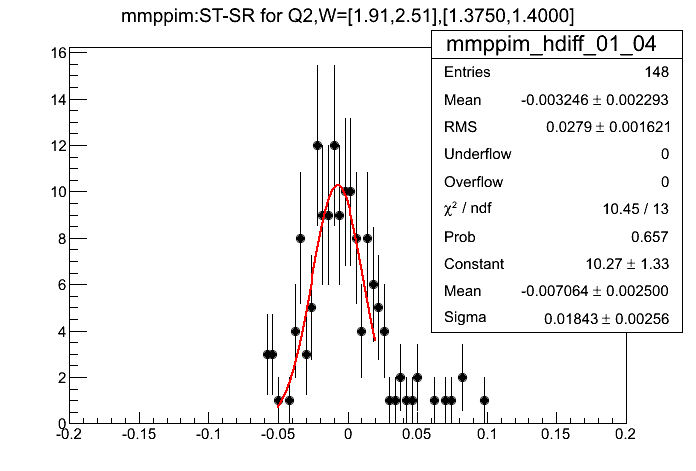 mmppim:ST-SR for Q2,W=[1.91,2.51],[1.3750,1.4000]
mmppim_hdiff_01_04
Entries 148
Mean -0.003246 ± 0.002293
RMS 0.0279 ± 0.001621
Underflow 0
Overflow 0
χ² / ndf 10.45 / 13
Prob 0.657
Constant 10.27 ± 1.33
Mean -0.007064 ± 0.002500
Sigma 0.01843 ± 0.00256
16
14
12
10
8
6
4
2
0
-0.2 -0.15 -0.1 -0.05 0 0.05 0.1 0.15 0.2